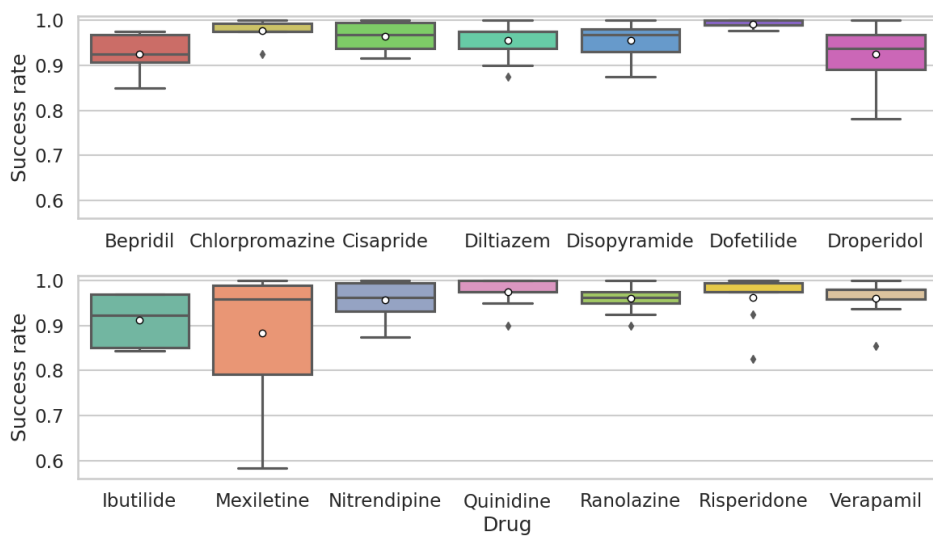 Success rate
1.0
0.9
0.8
0.7
0.6
Bepridil Chlorpromazine Cisapride Diltiazem Disopyramide Dofetilide Droperidol
Success rate
1.0
0.9
0.8
0.7
0.6
Ibutilide Mexiletine Nitrendipine Quinidine Ranolazine Risperidone Verapamil
Drug